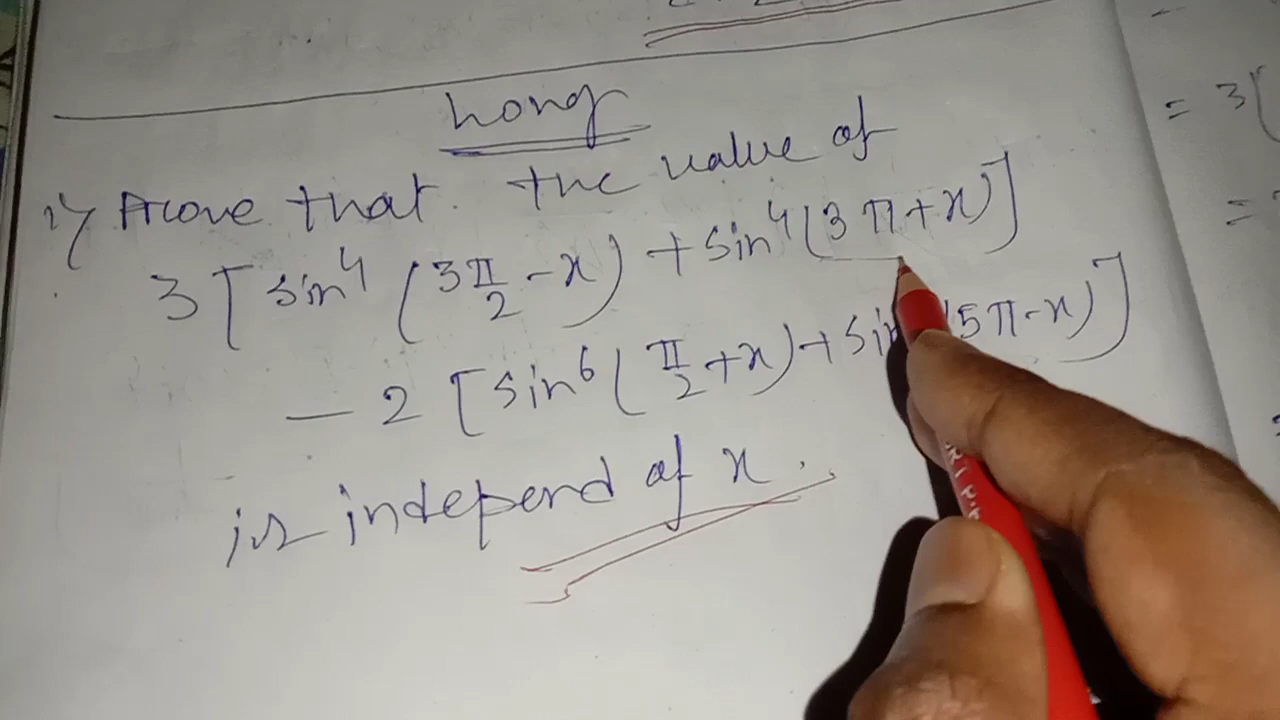 Long
1) Prove that the value of
3 [ sin⁴ (3π/2 - x) + sin⁴ (3π + x) ]
— 2 [ sin⁶ ( π/2 + x) + sin 5π - x) ]
is independ of x.
= 3(
=